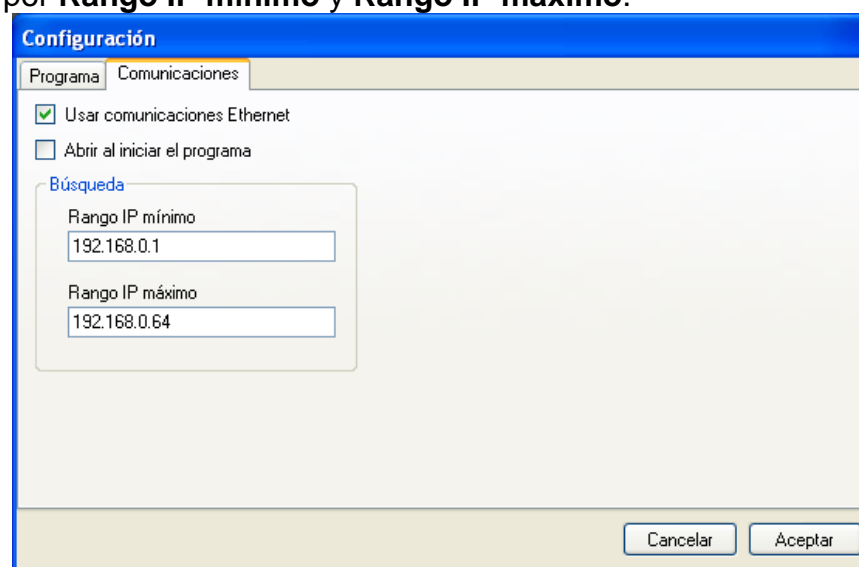 por Rango IP mínimo y Rango IP máximo.
Configuración
Programa Comunicaciones
Usar comunicaciones Ethernet
Abrir al iniciar el programa
Búsqueda
Rango IP mínimo
192.168.0.1
Rango IP máximo
192.168.0.64
Cancelar Aceptar